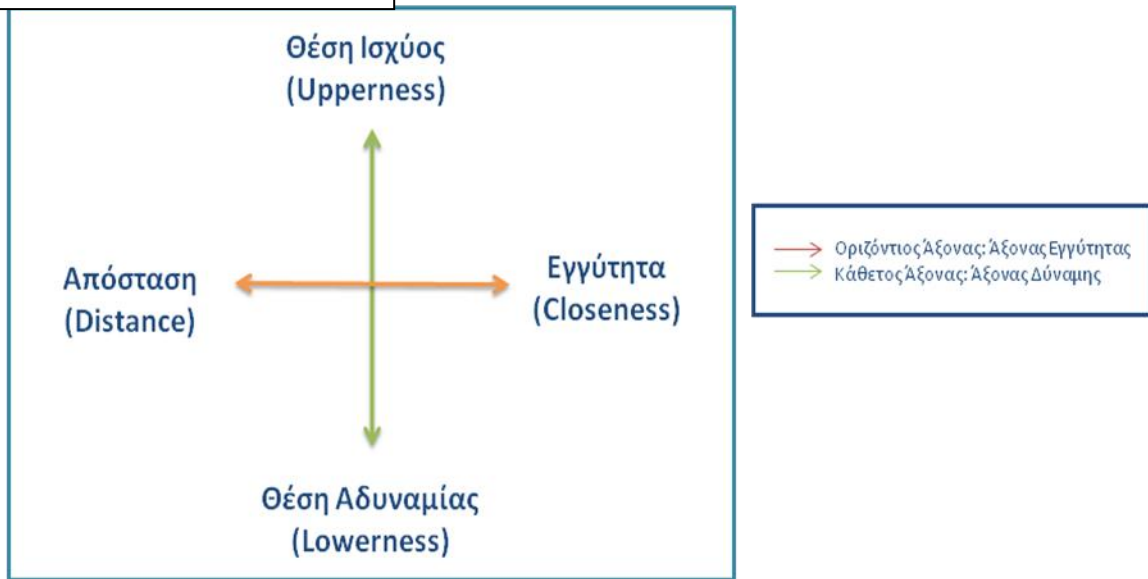 Θέση Ισχύος
(Upperness)
Απόσταση
(Distance)
Εγγύτητα
(Closeness)
Θέση Αδυναμίας
(Lowerness)
Οριζόντιος Άξονας: Άξονας Εγγύτητας
Κάθετος Άξονας: Άξονας Δύναμης